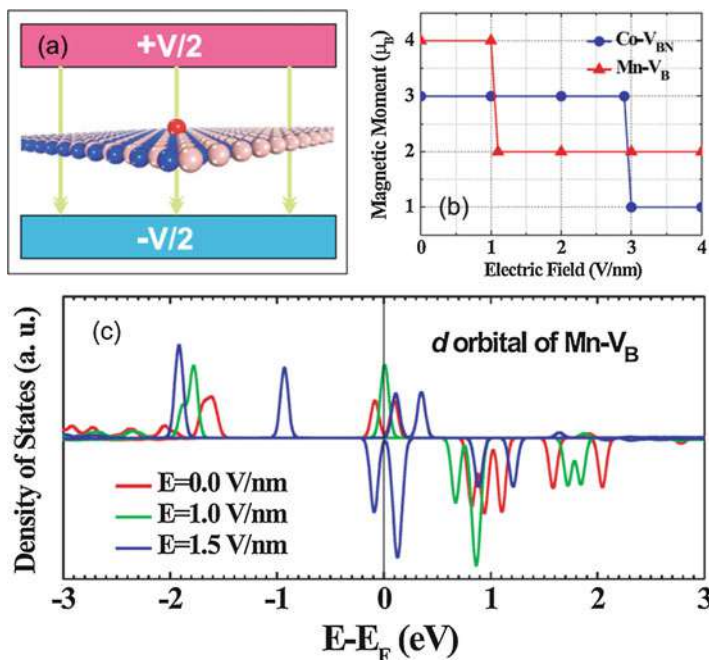 (a)
+V/2
-V/2
Magnetic Moment (μB)
4
3
2
1
Co-VBN
Mn-VB
(b)
0 1 2 3 4
Electric Field (V/nm)
(c)
d orbital of Mn-VB
Density of States (a. u.)
E=0.0 V/nm
E=1.0 V/nm
E=1.5 V/nm
-3 -2 -1 0 1 2 3
E-EF (eV)